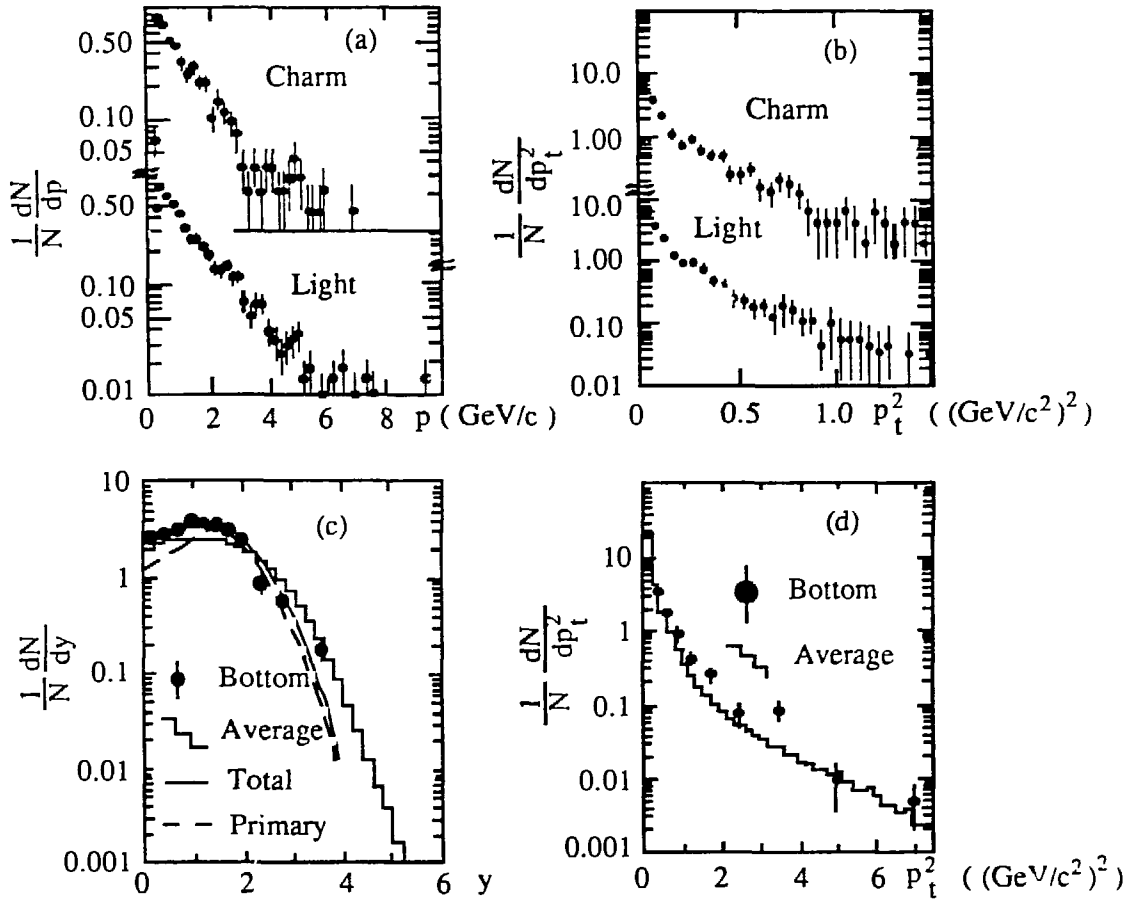 (a)
Charm
Light
0.50
0.10
0.05
0.50
0.10
0.05
0.01
1 dN
N dp
0 2 4 6 8
p ( GeV/c )
(b)
Charm
Light
10.0
1.00
10.0
1.00
0.10
0.01
1 dN
N dp_t^2
0 0.5 1.0
p_t^2 ( (GeV/c^2)^2 )
(c)
10
1
0.1
0.01
0.001
1 dN
N dy
Bottom
Average
Total
Primary
0 2 4 6 y
(d)
10
1
0.1
0.01
0.001
1 dN
N dp_t^2
Bottom
Average
0 2 4 6 p_t^2 ( (GeV/c^2)^2 )